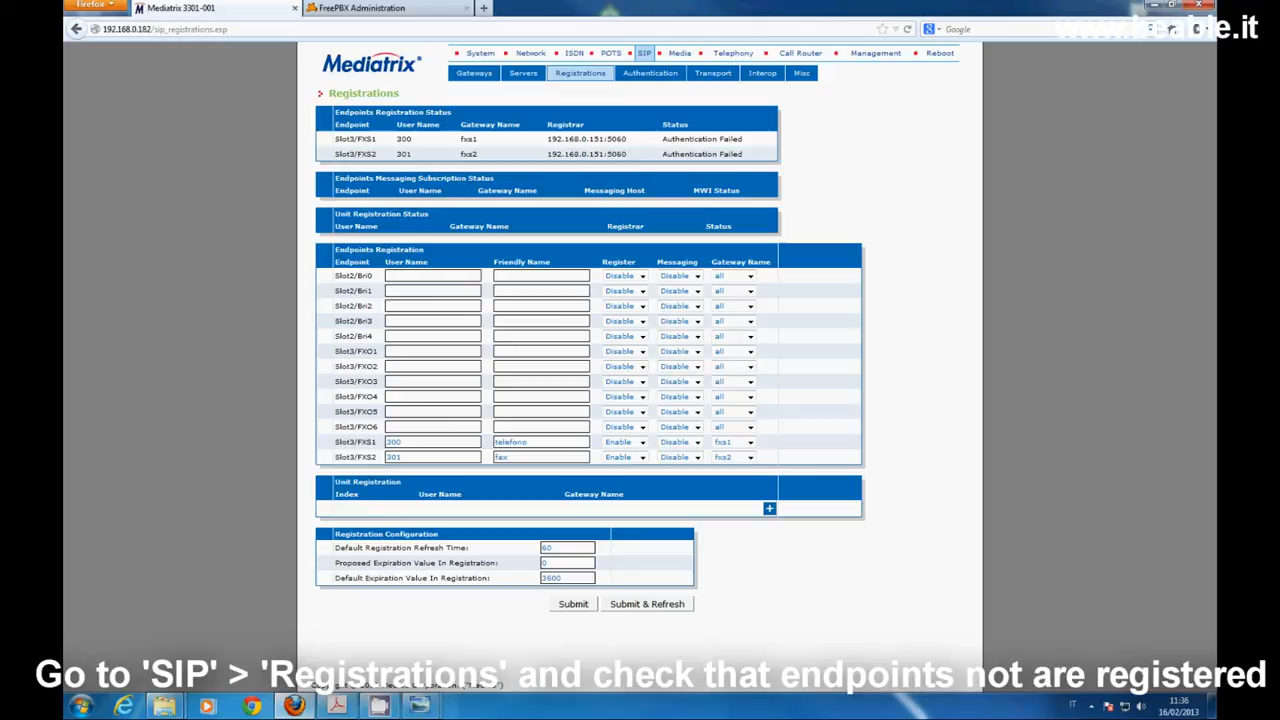 Firefox
Mediatrix 3301-001
FreePBX Administration
192.168.0.182/sip_registrations.esp
Google
www.keable.it
Mediatrix
System Network ISDN POTS SIP Media Telephony Call Router Management Reboot
Gateways Servers Registrations Authentication Transport Interop Misc
Registrations
Endpoints Registration Status
Endpoint User Name Gateway Name Registrar Status
Slot3/FXS1 300 fxs1 192.168.0.151:5060 Authentication Failed
Slot3/FXS2 301 fxs2 192.168.0.151:5060 Authentication Failed
Endpoints Messaging Subscription Status
Endpoint User Name Gateway Name Messaging Host MWI Status
Unit Registration Status
User Name Gateway Name Registrar Status
Endpoints Registration
Endpoint User Name Friendly Name Register Messaging Gateway Name
Slot2/Bri0 Disable Disable all
Slot2/Bri1 Disable Disable all
Slot2/Bri2 Disable Disable all
Slot2/Bri3 Disable Disable all
Slot2/Bri4 Disable Disable all
Slot3/FXO1 Disable Disable all
Slot3/FXO2 Disable Disable all
Slot3/FXO3 Disable Disable all
Slot3/FXO4 Disable Disable all
Slot3/FXO5 Disable Disable all
Slot3/FXO6 Disable Disable all
Slot3/FXS1 300 telefono Enable Disable fxs1
Slot3/FXS2 301 fax Enable Disable fxs2
Unit Registration
Index User Name Gateway Name
+
Registration Configuration
Default Registration Refresh Time: 60
Proposed Expiration Value In Registration: 0
Default Expiration Value In Registration: 3600
Submit Submit & Refresh
Go to 'SIP' > 'Registrations' and check that endpoints not are registered
IT
11:36
16/02/2013